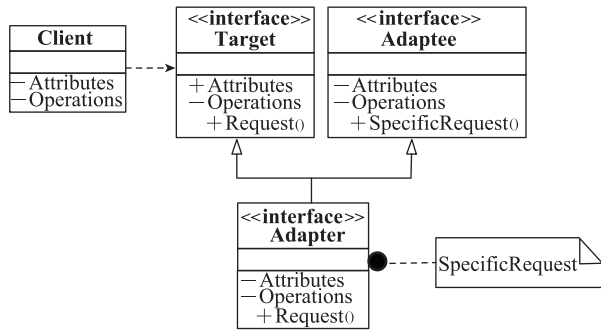 Client
—Attributes
—Operations
<<interface>>
Target
+Attributes
—Operations
+Request()
<<interface>>
Adaptee
—Attributes
—Operations
+SpecificRequest()
<<interface>>
Adapter
—Attributes
—Operations
+Request()
SpecificRequest